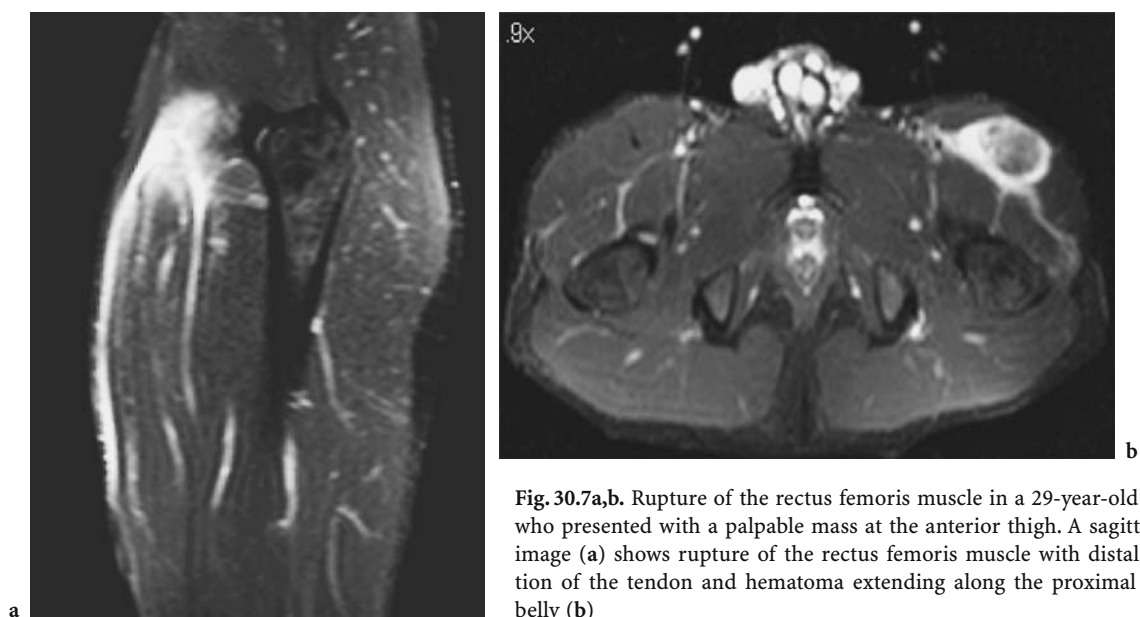 .9x
a
b
Fig. 30.7a,b. Rupture of the rectus femoris muscle in a 29-year-old
who presented with a palpable mass at the anterior thigh. A sagitt
image (a) shows rupture of the rectus femoris muscle with distal
tion of the tendon and hematoma extending along the proximal
belly (b)